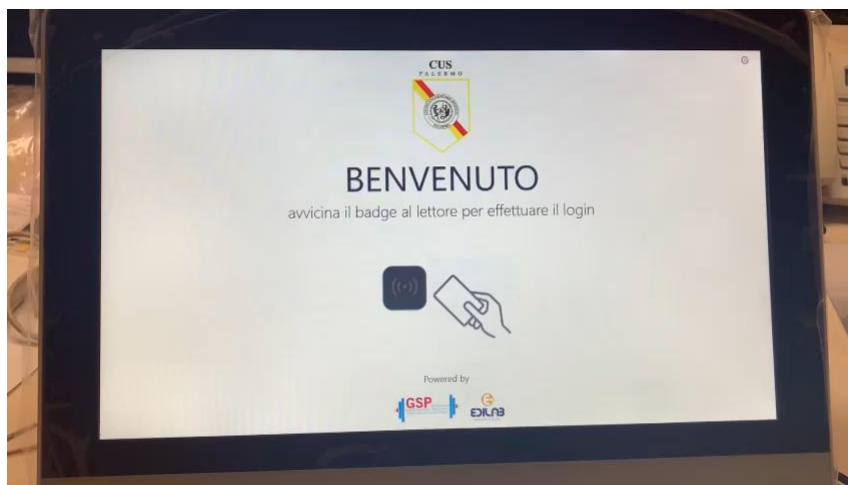 CUS
PALERMO
BENVENUTO
avvicina il badge al lettore per effettuare il login
Powered by
GSP
EDILAB